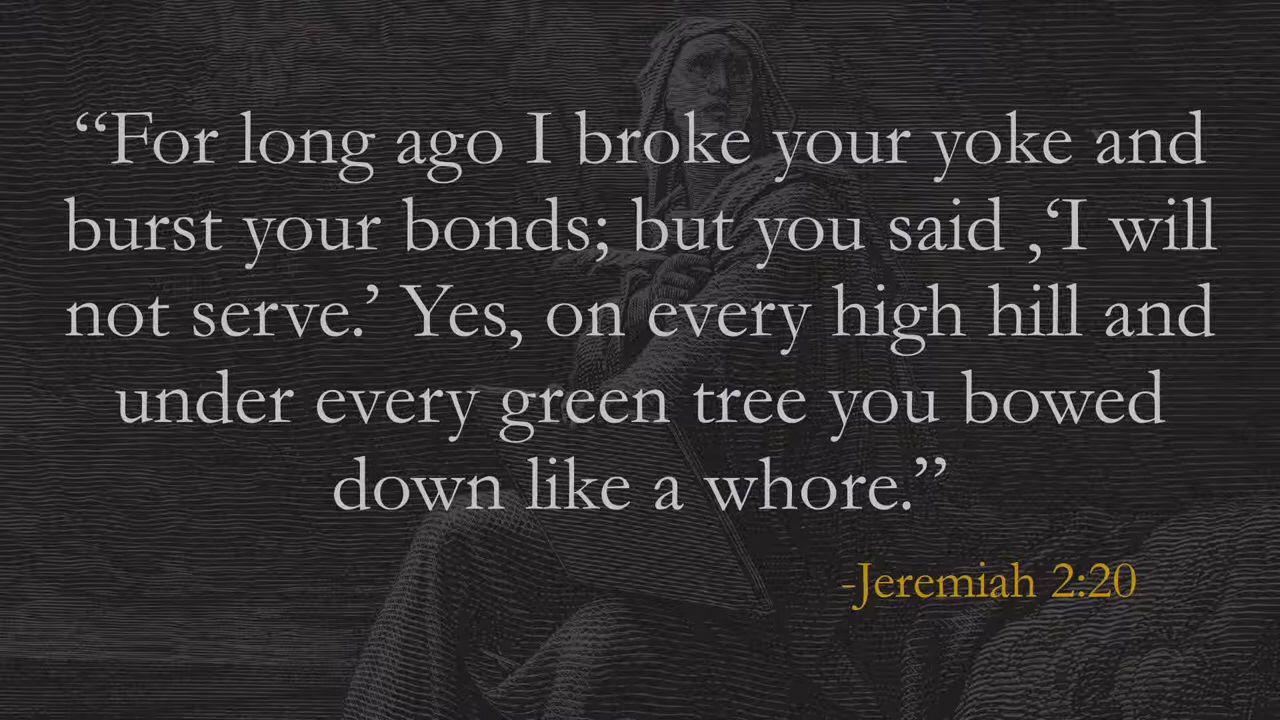 “For long ago I broke your yoke and
burst your bonds; but you said ,‘I will
not serve.’ Yes, on every high hill and
under every green tree you bowed
down like a whore.”
-Jeremiah 2:20